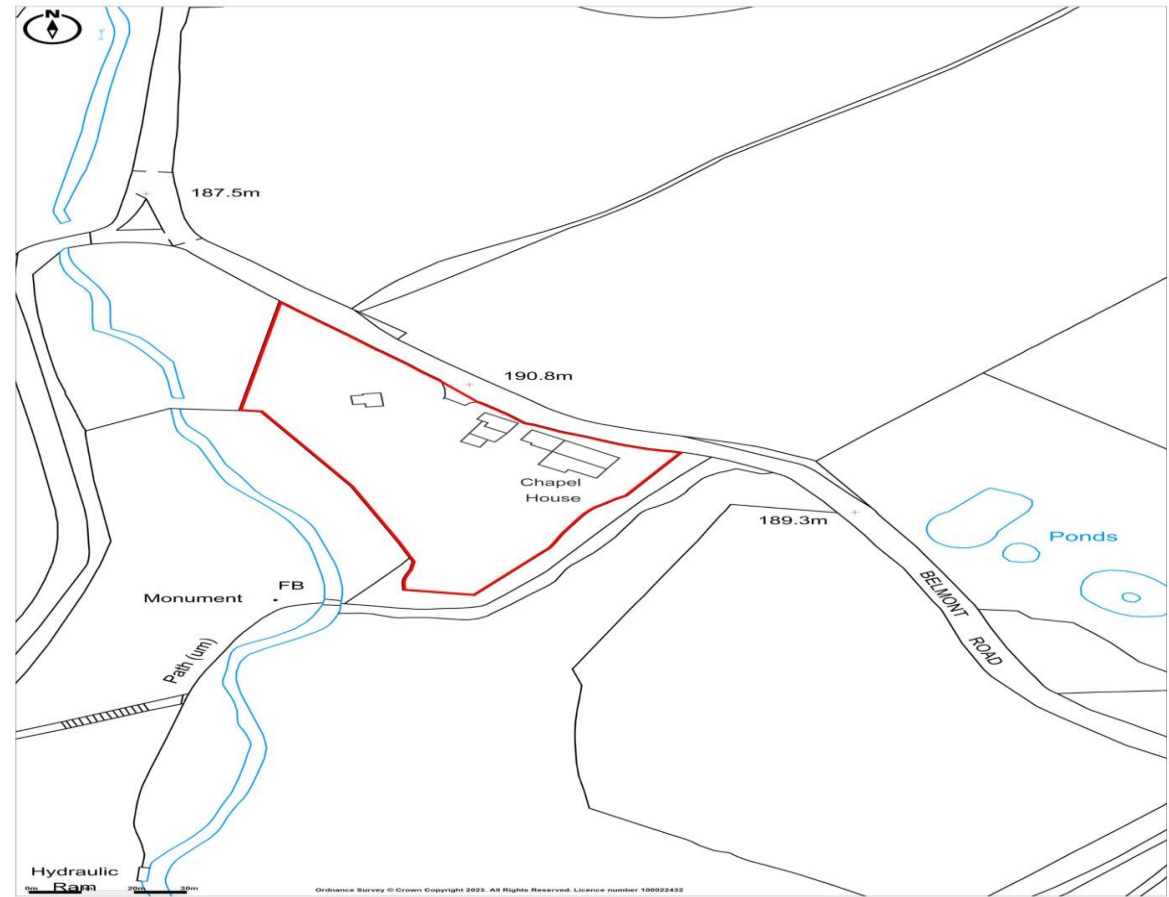 N
187.5m
190.8m
Chapel
House
189.3m
Ponds
BELMONT
ROAD
FB
Monument
Path (um)
Hydraulic
Ram
0m 20m 30m
Ordnance Survey © Crown Copyright 2023. All Rights Reserved. Licence number 100022432